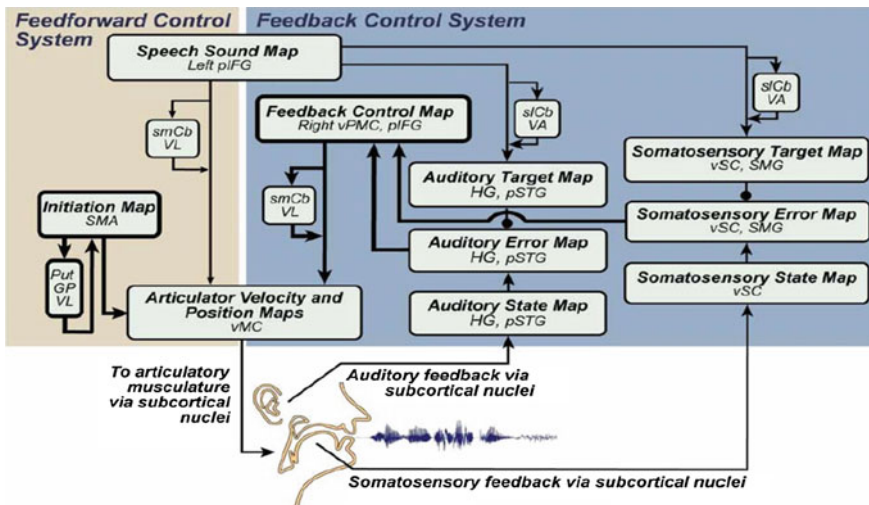 Feedforward Control
System
Feedback Control System
Speech Sound Map
Left pIFG
smCb
VL
Initiation Map
SMA
Put
GP
VL
Articulator Velocity and
Position Maps
vMC
Feedback Control Map
Right vPMC, pIFG
smCb
VL
slCb
VA
Auditory Target Map
HG, pSTG
Auditory Error Map
HG, pSTG
Auditory State Map
HG, pSTG
slCb
VA
Somatosensory Target Map
vSC, SMG
Somatosensory Error Map
vSC, SMG
Somatosensory State Map
vSC
To articulatory
musculature
via subcortical
nuclei
Auditory feedback via
subcortical nuclei
Somatosensory feedback via subcortical nuclei